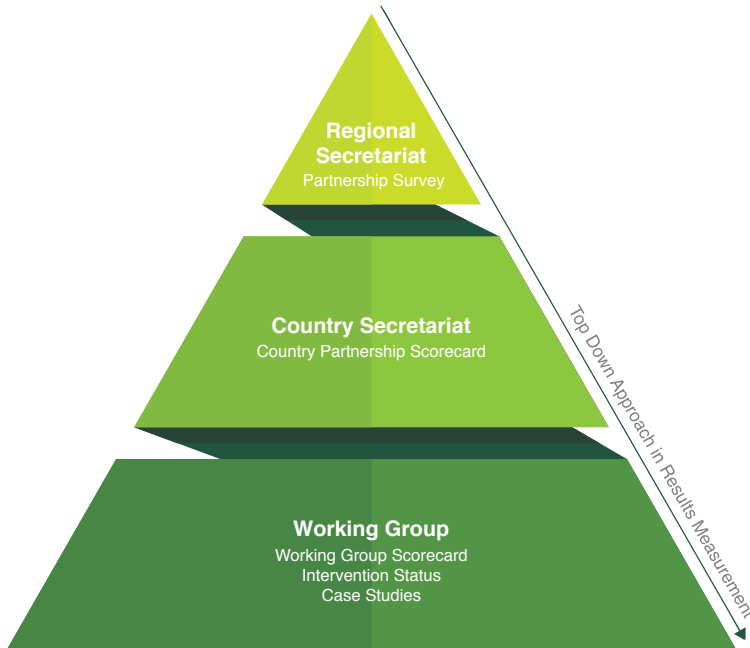 Regional
Secretariat
Partnership Survey
Country Secretariat
Country Partnership Scorecard
Working Group
Working Group Scorecard
Intervention Status
Case Studies
Top Down Approach in Results Measurement